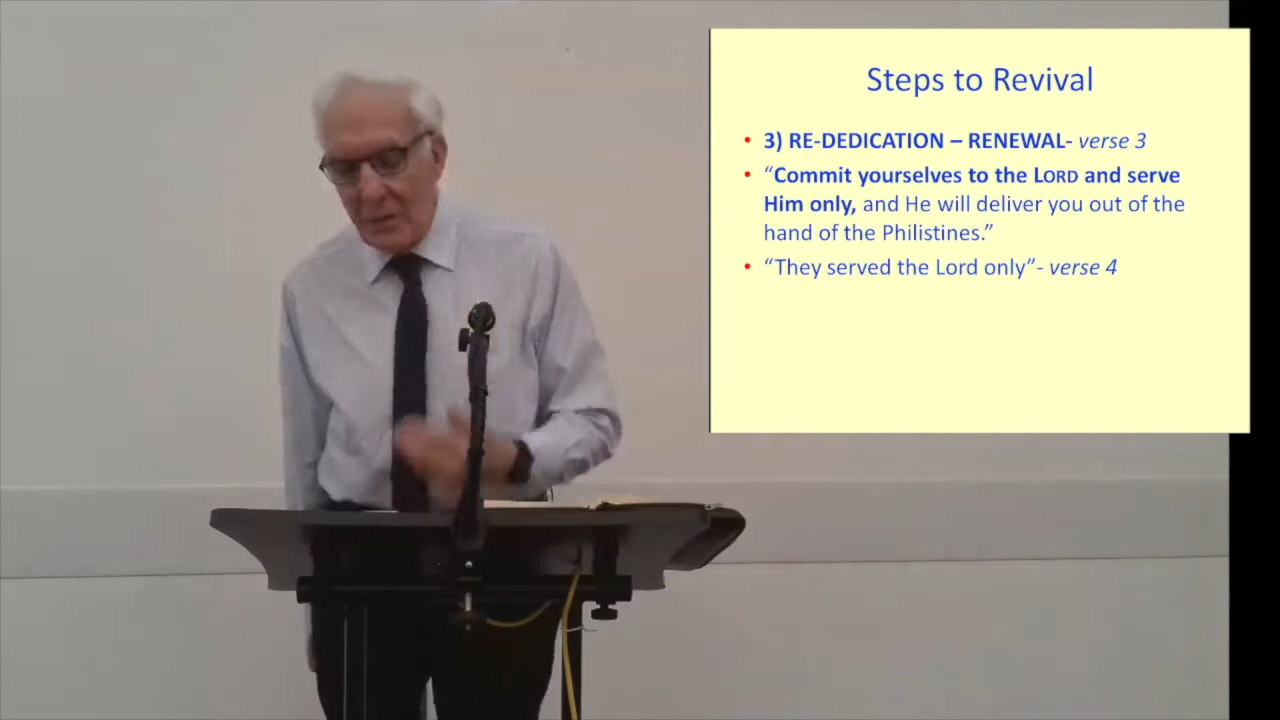 Steps to Revival
• 3) RE-DEDICATION – RENEWAL- verse 3
• “Commit yourselves to the LORD and serve
Him only, and He will deliver you out of the
hand of the Philistines.”
• “They served the Lord only”- verse 4